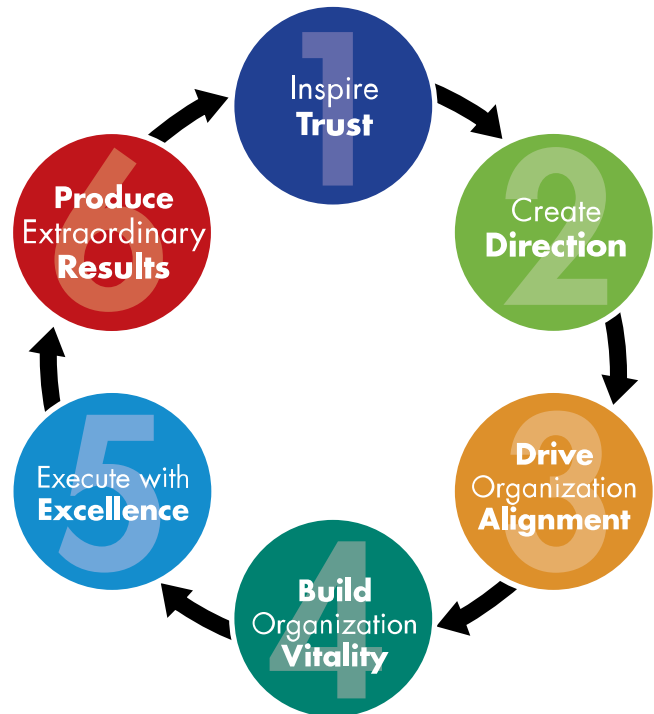 1
Inspire
Trust
2
Create
Direction
3
Drive
Organization
Alignment
4
Build
Organization
Vitality
5
Execute with
Excellence
6
Produce
Extraordinary
Results